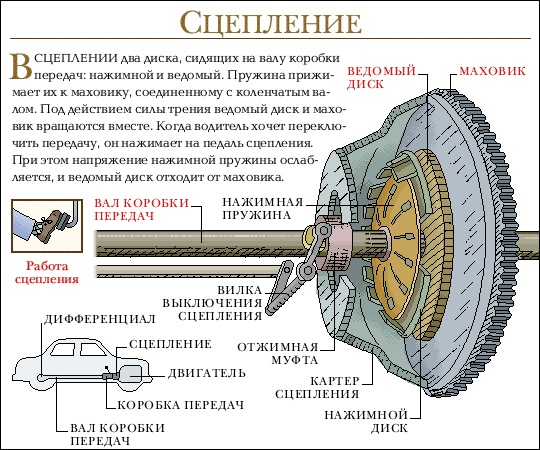 СЦЕПЛЕНИЕ
В СЦЕПЛЕНИИ два диска, сидящих на валу коробки
передач: нажимной и ведомый. Пружина прижи-
мает их к маховику, соединенному с коленчатым ва-
лом. Под действием силы трения ведомый диск и махо-
вик вращаются вместе. Когда водитель хочет переклю-
чить передачу, он нажимает на педаль сцепления.
При этом напряжение нажимной пружины ослаб-
ляется, и ведомый диск отходит от маховика.
ВЕДОМЫЙ
ДИСК
МАХОВИК
ВАЛ КОРОБКИ
ПЕРЕДАЧ
НАЖИМНАЯ
ПРУЖИНА
Работа
сцепления
ВИЛКА
ВЫКЛЮЧЕНИЯ
СЦЕПЛЕНИЯ
ОТЖИМНАЯ
МУФТА
КАРТЕР
СЦЕПЛЕНИЯ
НАЖИМНОЙ
ДИСК
ДИФФЕРЕНЦИАЛ
СЦЕПЛЕНИЕ
ДВИГАТЕЛЬ
КОРОБКА ПЕРЕДАЧ
ВАЛ КОРОБКИ
ПЕРЕДАЧ